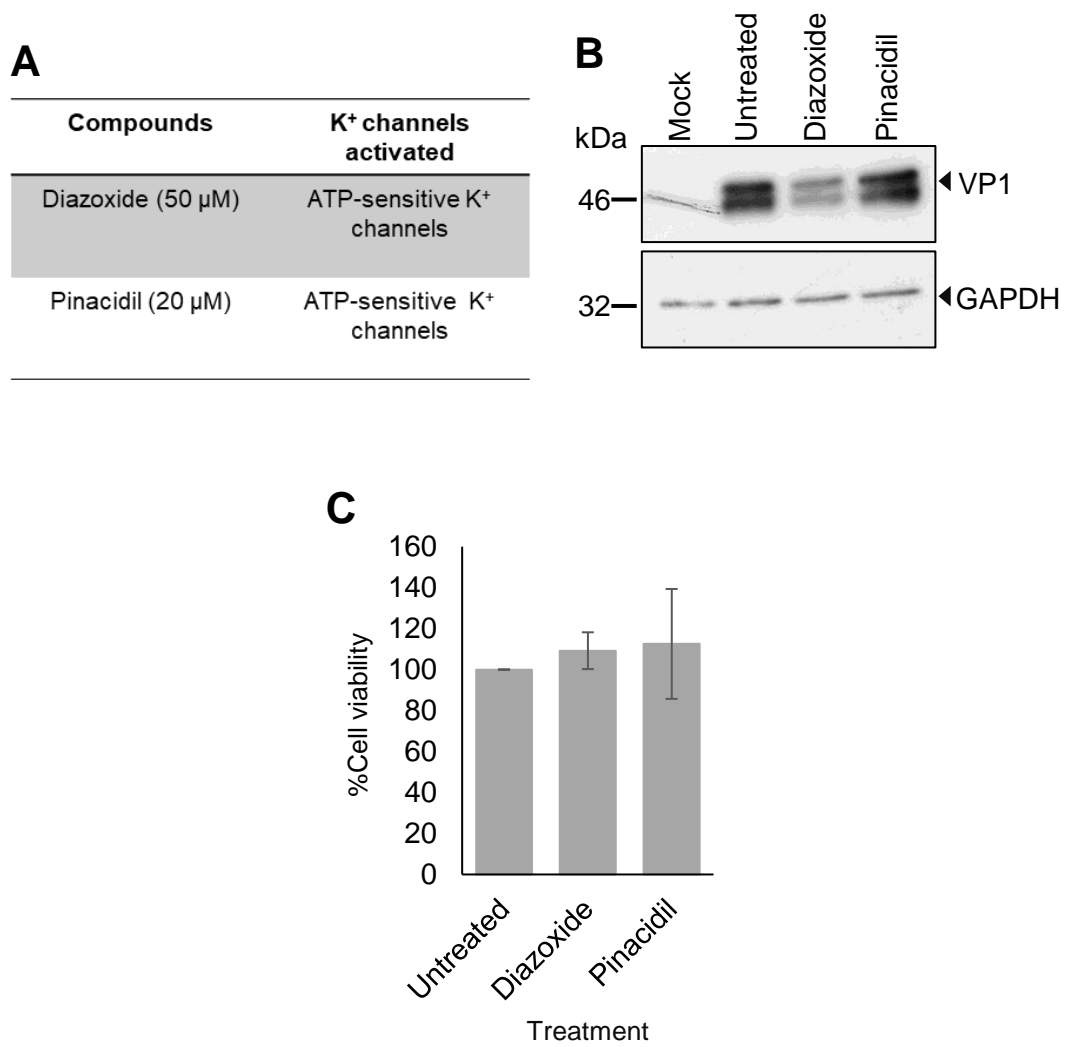 A
Compounds
K+ channels
activated
Diazoxide (50 µM)
ATP-sensitive K+
channels
Pinacidil (20 µM)
ATP-sensitive K+
channels
B
Mock
Untreated
Diazoxide
Pinacidil
kDa
46
VP1
32
GAPDH
C
%Cell viability
160
140
120
100
80
60
40
20
0
Untreated
Diazoxide
Pinacidil
Treatment